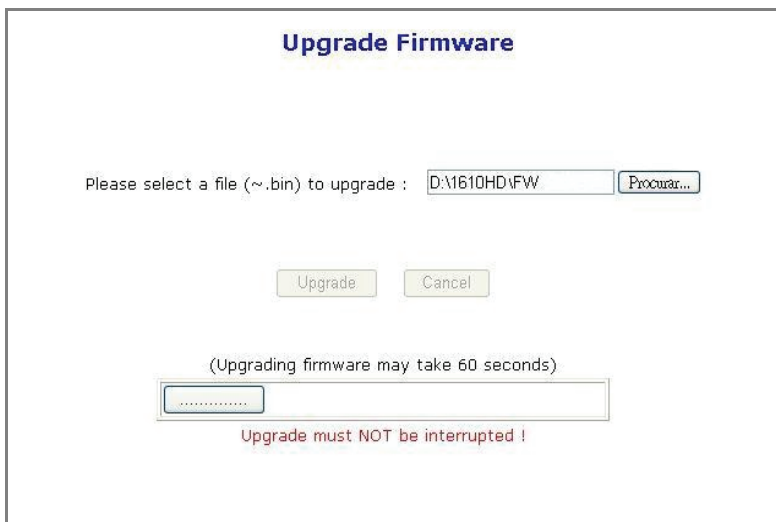 Upgrade Firmware
Please select a file (~.bin) to upgrade : D:\1610HD\FW Procurar...
Upgrade Cancel
(Upgrading firmware may take 60 seconds)
..............
Upgrade must NOT be interrupted !